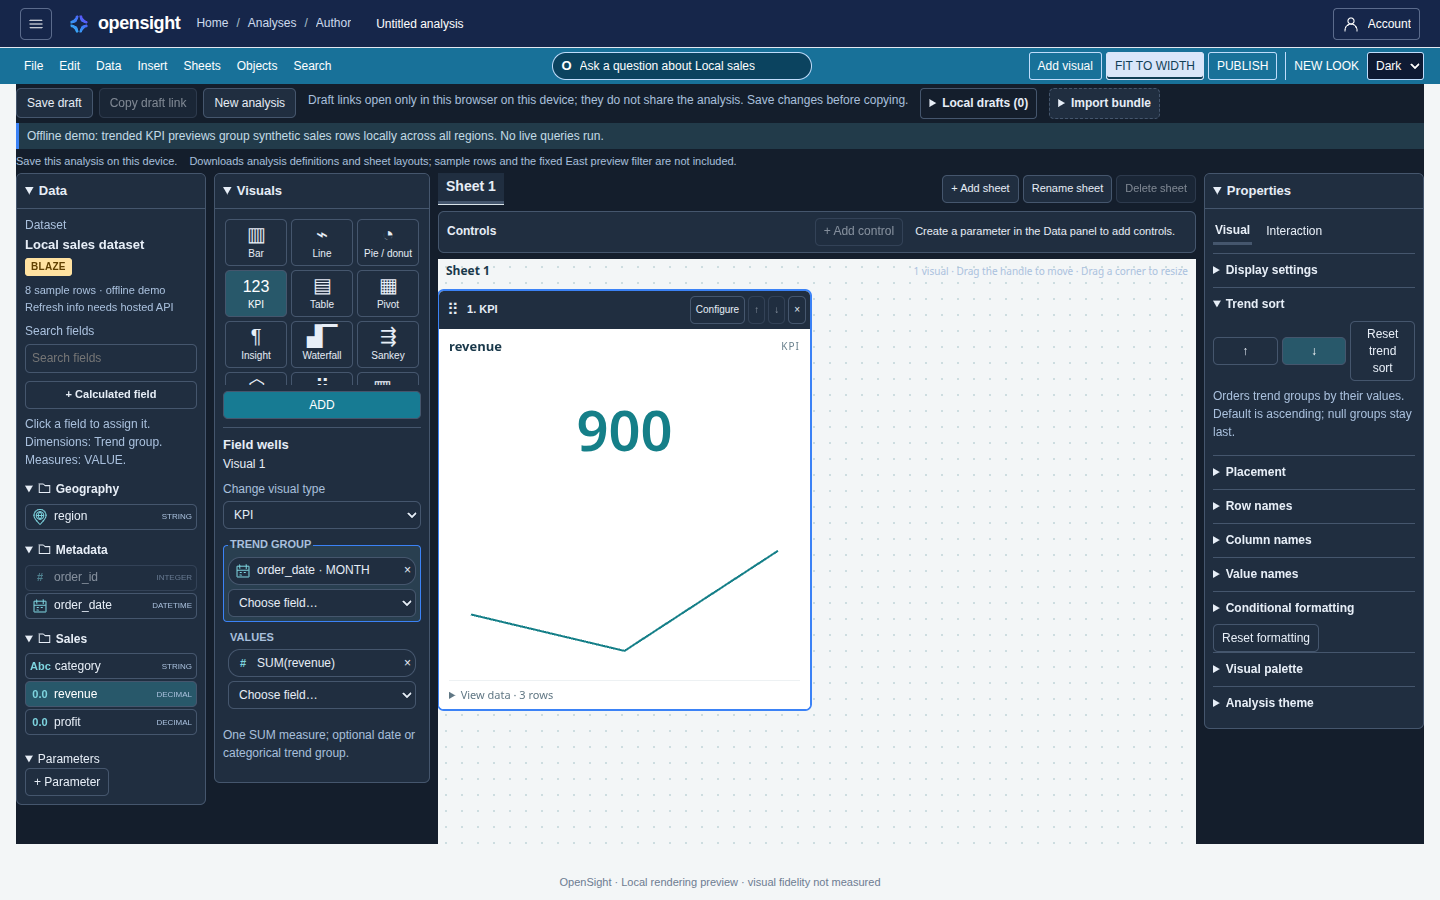 opensight
Home / Analyses / Author
Untitled analysis
Account
File Edit Data Insert Sheets Objects Search
Ask a question about Local sales
Add visual
FIT TO WIDTH
PUBLISH
NEW LOOK
Dark
Save draft
Copy draft link
New analysis
Draft links open only in this browser on this device; they do not share the analysis. Save changes before copying.
Local drafts (0)
Import bundle
Offline demo: trended KPI previews group synthetic sales rows locally across all regions. No live queries run.
Save this analysis on this device. Downloads analysis definitions and sheet layouts; sample rows and the fixed East preview filter are not included.
Data
Dataset
Local sales dataset
BLAZE
8 sample rows · offline demo
Refresh info needs hosted API
Search fields
Search fields
+ Calculated field
Click a field to assign it.
Dimensions: Trend group.
Measures: VALUE.
Geography
region STRING
Metadata
# order_id INTEGER
order_date DATETIME
Sales
Abc category STRING
0.0 revenue DECIMAL
0.0 profit DECIMAL
Parameters
+ Parameter
Visuals
Bar
Line
Pie / donut
123
KPI
Table
Pivot
¶
Insight
Waterfall
Sankey
ADD
Field wells
Visual 1
Change visual type
KPI
TREND GROUP
order_date · MONTH ×
Choose field…
VALUES
# SUM(revenue) ×
Choose field…
One SUM measure; optional date or
categorical trend group.
Sheet 1
+ Add sheet
Rename sheet
Delete sheet
Controls
+ Add control
Create a parameter in the Data panel to add controls.
Sheet 1
1 visual · Drag the handle to move · Drag a corner to resize
1. KPI
Configure ↑ ↓ ×
revenue
KPI
900
View data · 3 rows
Properties
Visual
Interaction
Display settings
Trend sort
↑
↓
Reset
trend
sort
Orders trend groups by their values.
Default is ascending; null groups stay
last.
Placement
Row names
Column names
Value names
Conditional formatting
Reset formatting
Visual palette
Analysis theme
OpenSight · Local rendering preview · visual fidelity not measured